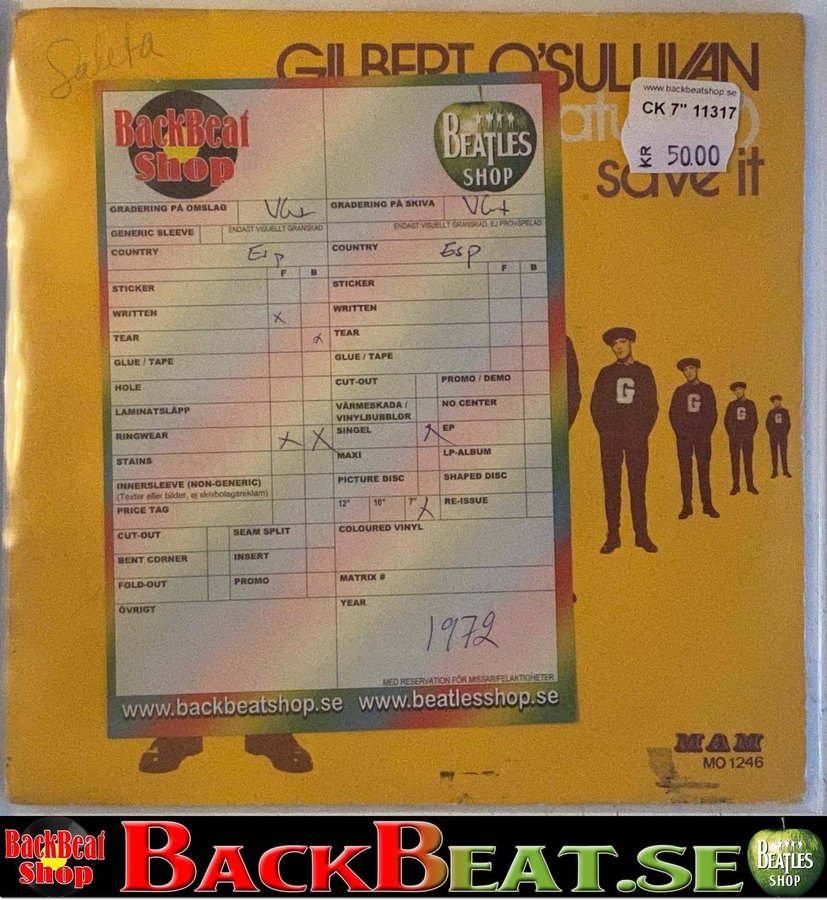 Saleta
GILBERT O'SULLIVAN
www.backbeatshop.se
CK 7" 11317
KR 50.00
save it
BackBeat
Shop
BEATLES
SHOP
GRADERING PÅ OMSLAG VG+
GRADERING PÅ SKIVA VG+
ENDAST VISUELLT GRANSKAD
ENDAST VISUELLT GRANSKAD, EJ PROVSPELAD
GENERIC SLEEVE
COUNTRY Esp
COUNTRY Esp
F B
F B
STICKER
STICKER
WRITTEN x
WRITTEN
TEAR x
TEAR
GLUE / TAPE
GLUE / TAPE
HOLE
CUT-OUT
PROMO / DEMO
LAMINATSLÄPP
VÄRMESKADA /
VINYLBUBBLOR
NO CENTER
RINGWEAR x x
SINGEL x
EP
STAINS
MAXI
LP-ALBUM
INNERSLEEVE (NON-GENERIC)
(Texter eller bilder, ej skivbolagsreklam)
PICTURE DISC
SHAPED DISC
PRICE TAG
12" 10" 7" x
RE-ISSUE
CUT-OUT
SEAM SPLIT
COLOURED VINYL
BENT CORNER
INSERT
FOLD-OUT
PROMO
MATRIX #
ÖVRIGT
YEAR
1972
MED RESERVATION FÖR MISSAR/FELAKTIGHETER
www.backbeatshop.se www.beatlesshop.se
G
G
G
G
MAM
MO 1246
BackBeat
Shop
BACKBEAT.SE
BEATLES
SHOP